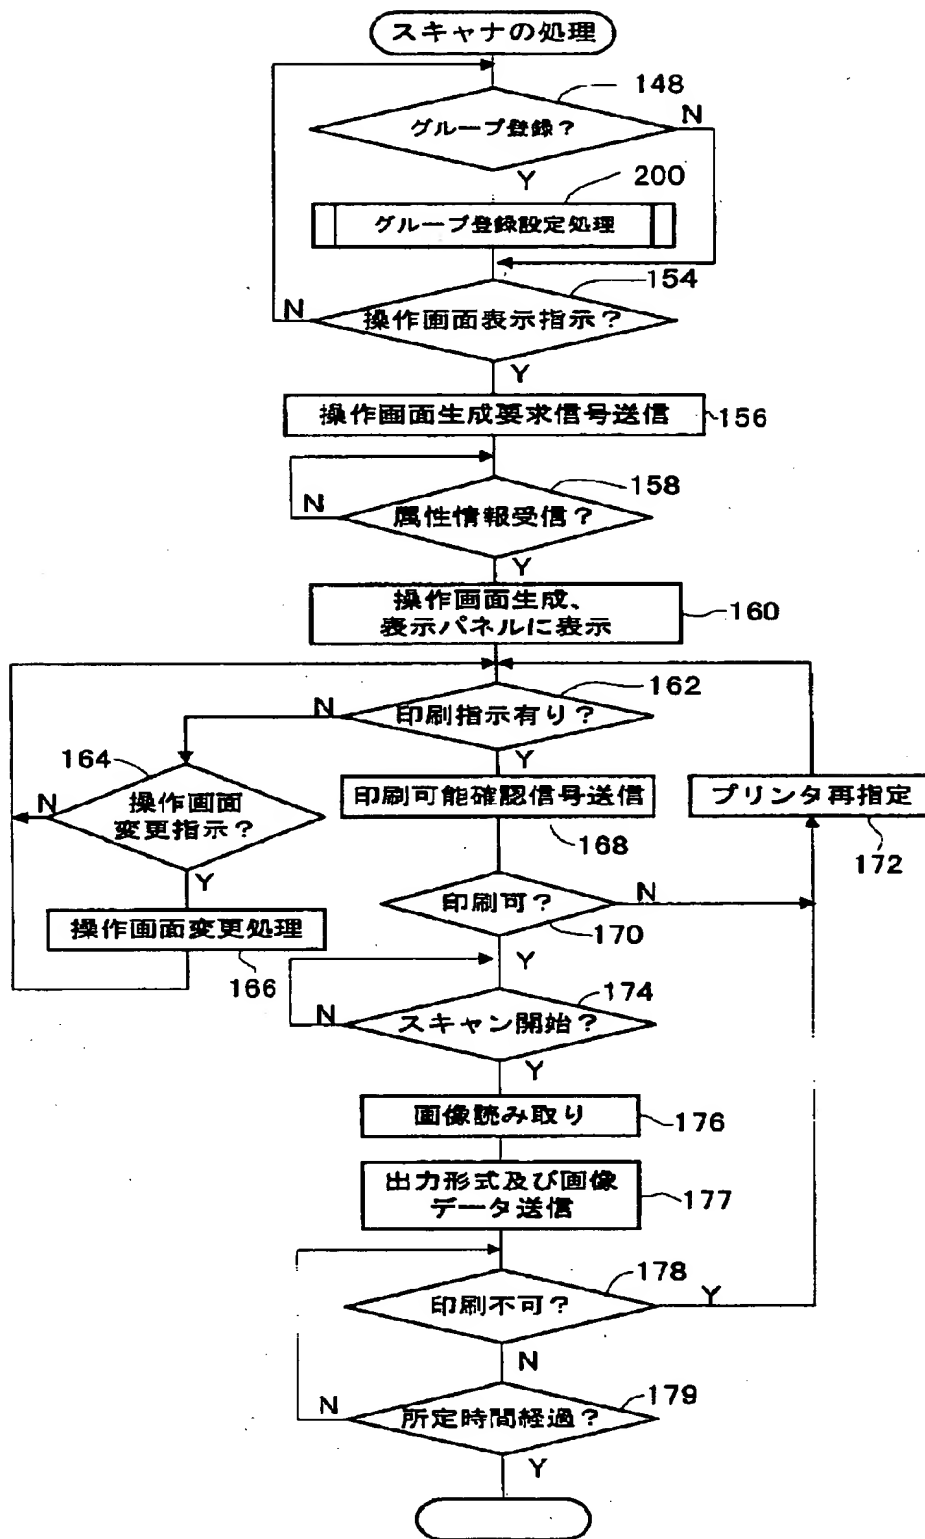 スキャナの処理
148
グループ登録？
N
Y
200
グループ登録設定処理
154
N
操作画面表示指示？
Y
操作画面生成要求信号送信
156
158
N
属性情報受信？
Y
操作画面生成、
表示パネルに表示
160
162
N
印刷指示有り？
Y
164
N
操作画面
変更指示？
Y
操作画面変更処理
166
印刷可能確認信号送信
168
プリンタ再指定
172
印刷可？
N
170
Y
174
N
スキャン開始？
Y
画像読み取り
176
出力形式及び画像
データ送信
177
178
印刷不可？
Y
N
179
N
所定時間経過？
Y